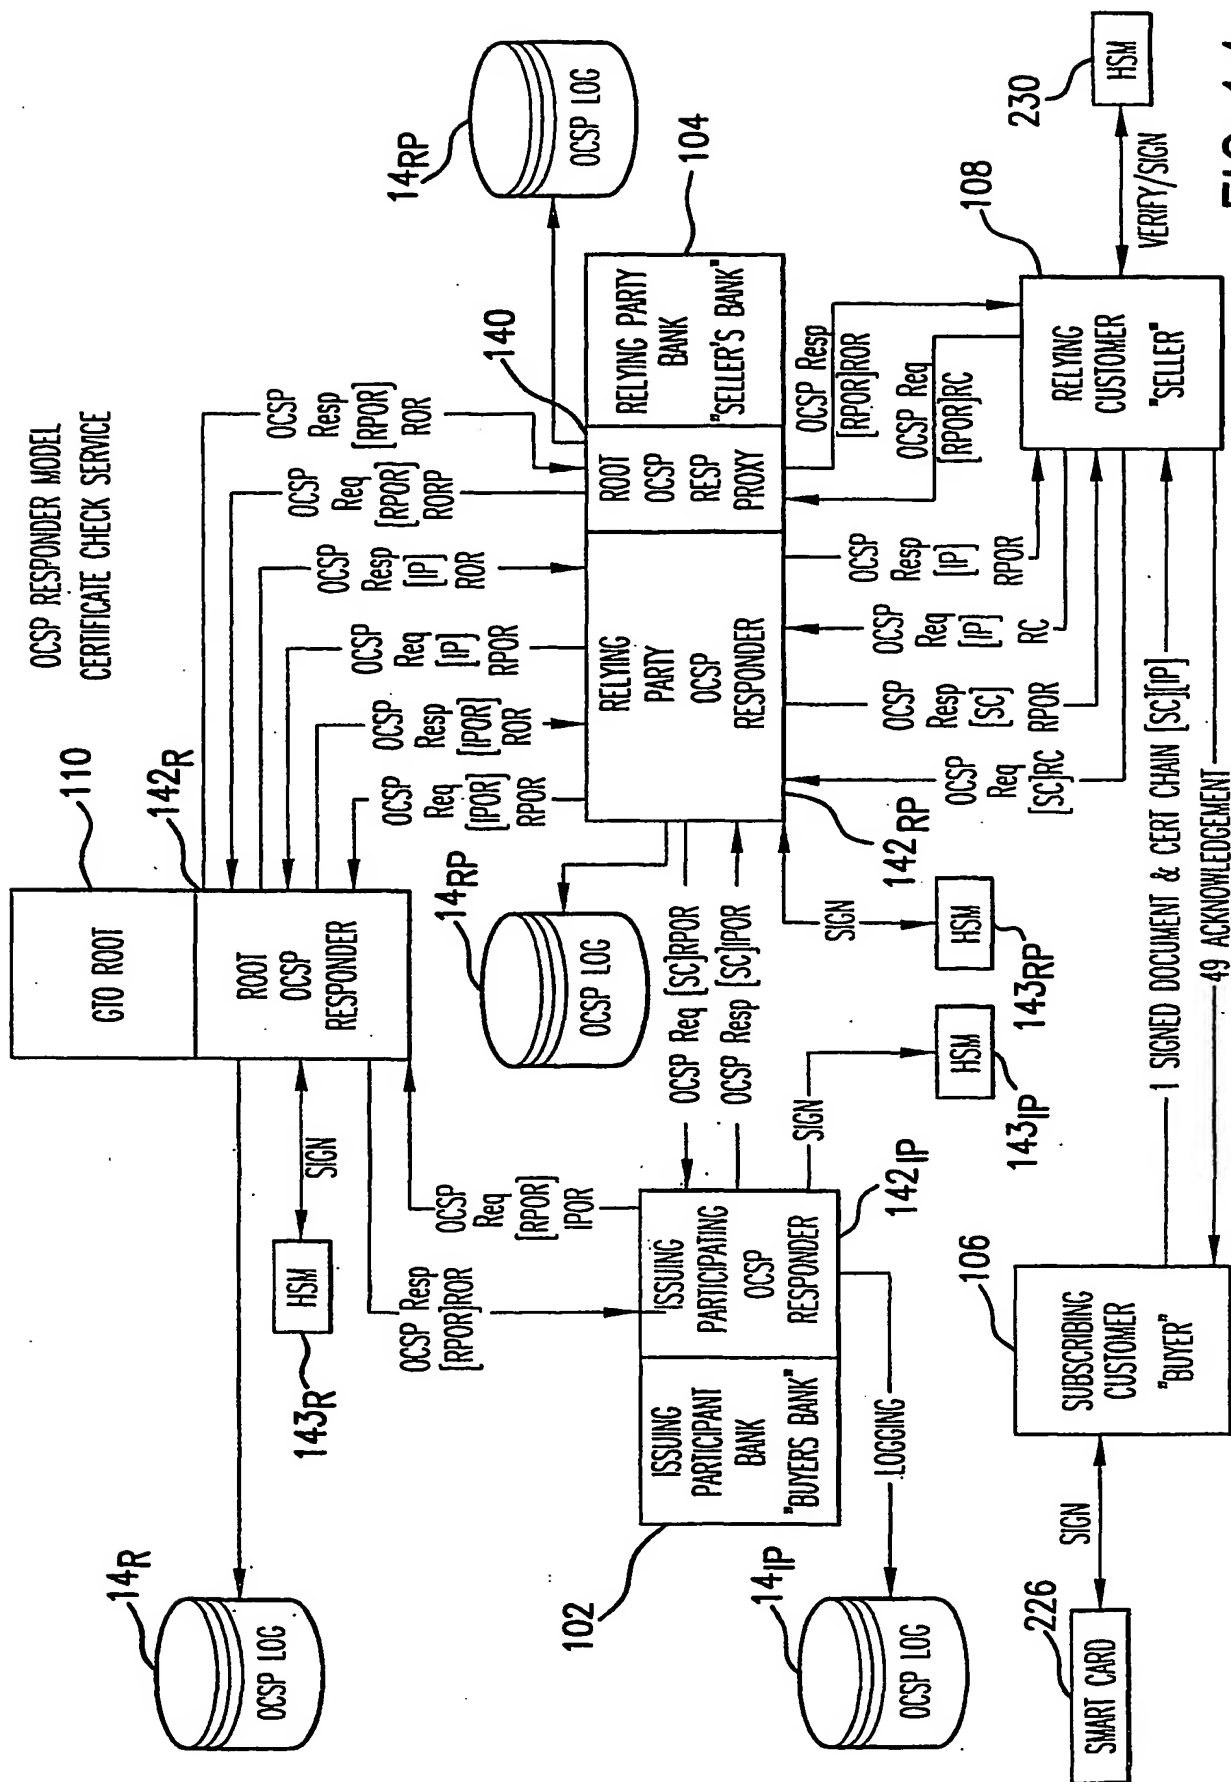 OCSP RESPONDER MODEL
CERTIFICATE CHECK SERVICE
110
142R
GTO ROOT
ROOT
OCSP
RESPONDER
14R
OCSP LOG
143R
HSM
SIGN
OCSP
Resp
[RPOR]
ROR
OCSP
Req
[RPOR]
RORP
OCSP
Resp
[IP]
ROR
OCSP
Req
[IP]
RPOR
OCSP
Resp
[IPOR]
ROR
OCSP
Req
[IPOR]
RPOR
OCSP
Req
[RPOR]
IPOR
OCSP Resp
[RPOR]ROR
14RP
OCSP LOG
14RP
OCSP LOG
140
104
RELYING PARTY
BANK
"SELLER'S BANK"
ROOT
OCSP
RESP
PROXY
RELYING
PARTY
OCSP
RESPONDER
142RP
OCSP Req [SC]RPOR
OCSP Resp [SC]IPOR
SIGN
HSM
143RP
SIGN
HSM
143IP
102
ISSUING
PARTICIPANT
BANK
"BUYERS BANK"
ISSUING
PARTICIPATING
OCSP
RESPONDER
142IP
LOGGING
14IP
OCSP LOG
OCSP Resp
[RPOR]ROR
OCSP Req
[RPOR]RC
OCSP
Resp
[IP]
RPOR
OCSP
Req
[IP]
RC
OCSP
Resp
[SC]
RPOR
OCSP
Req
[SC]RC
108
RELYING
CUSTOMER
"SELLER"
VERIFY/SIGN
230
HSM
1 SIGNED DOCUMENT & CERT CHAIN [SC][IP]
49 ACKNOWLEDGEMENT
106
SUBSCRIBING
CUSTOMER
"BUYER"
SIGN
226
SMART CARD